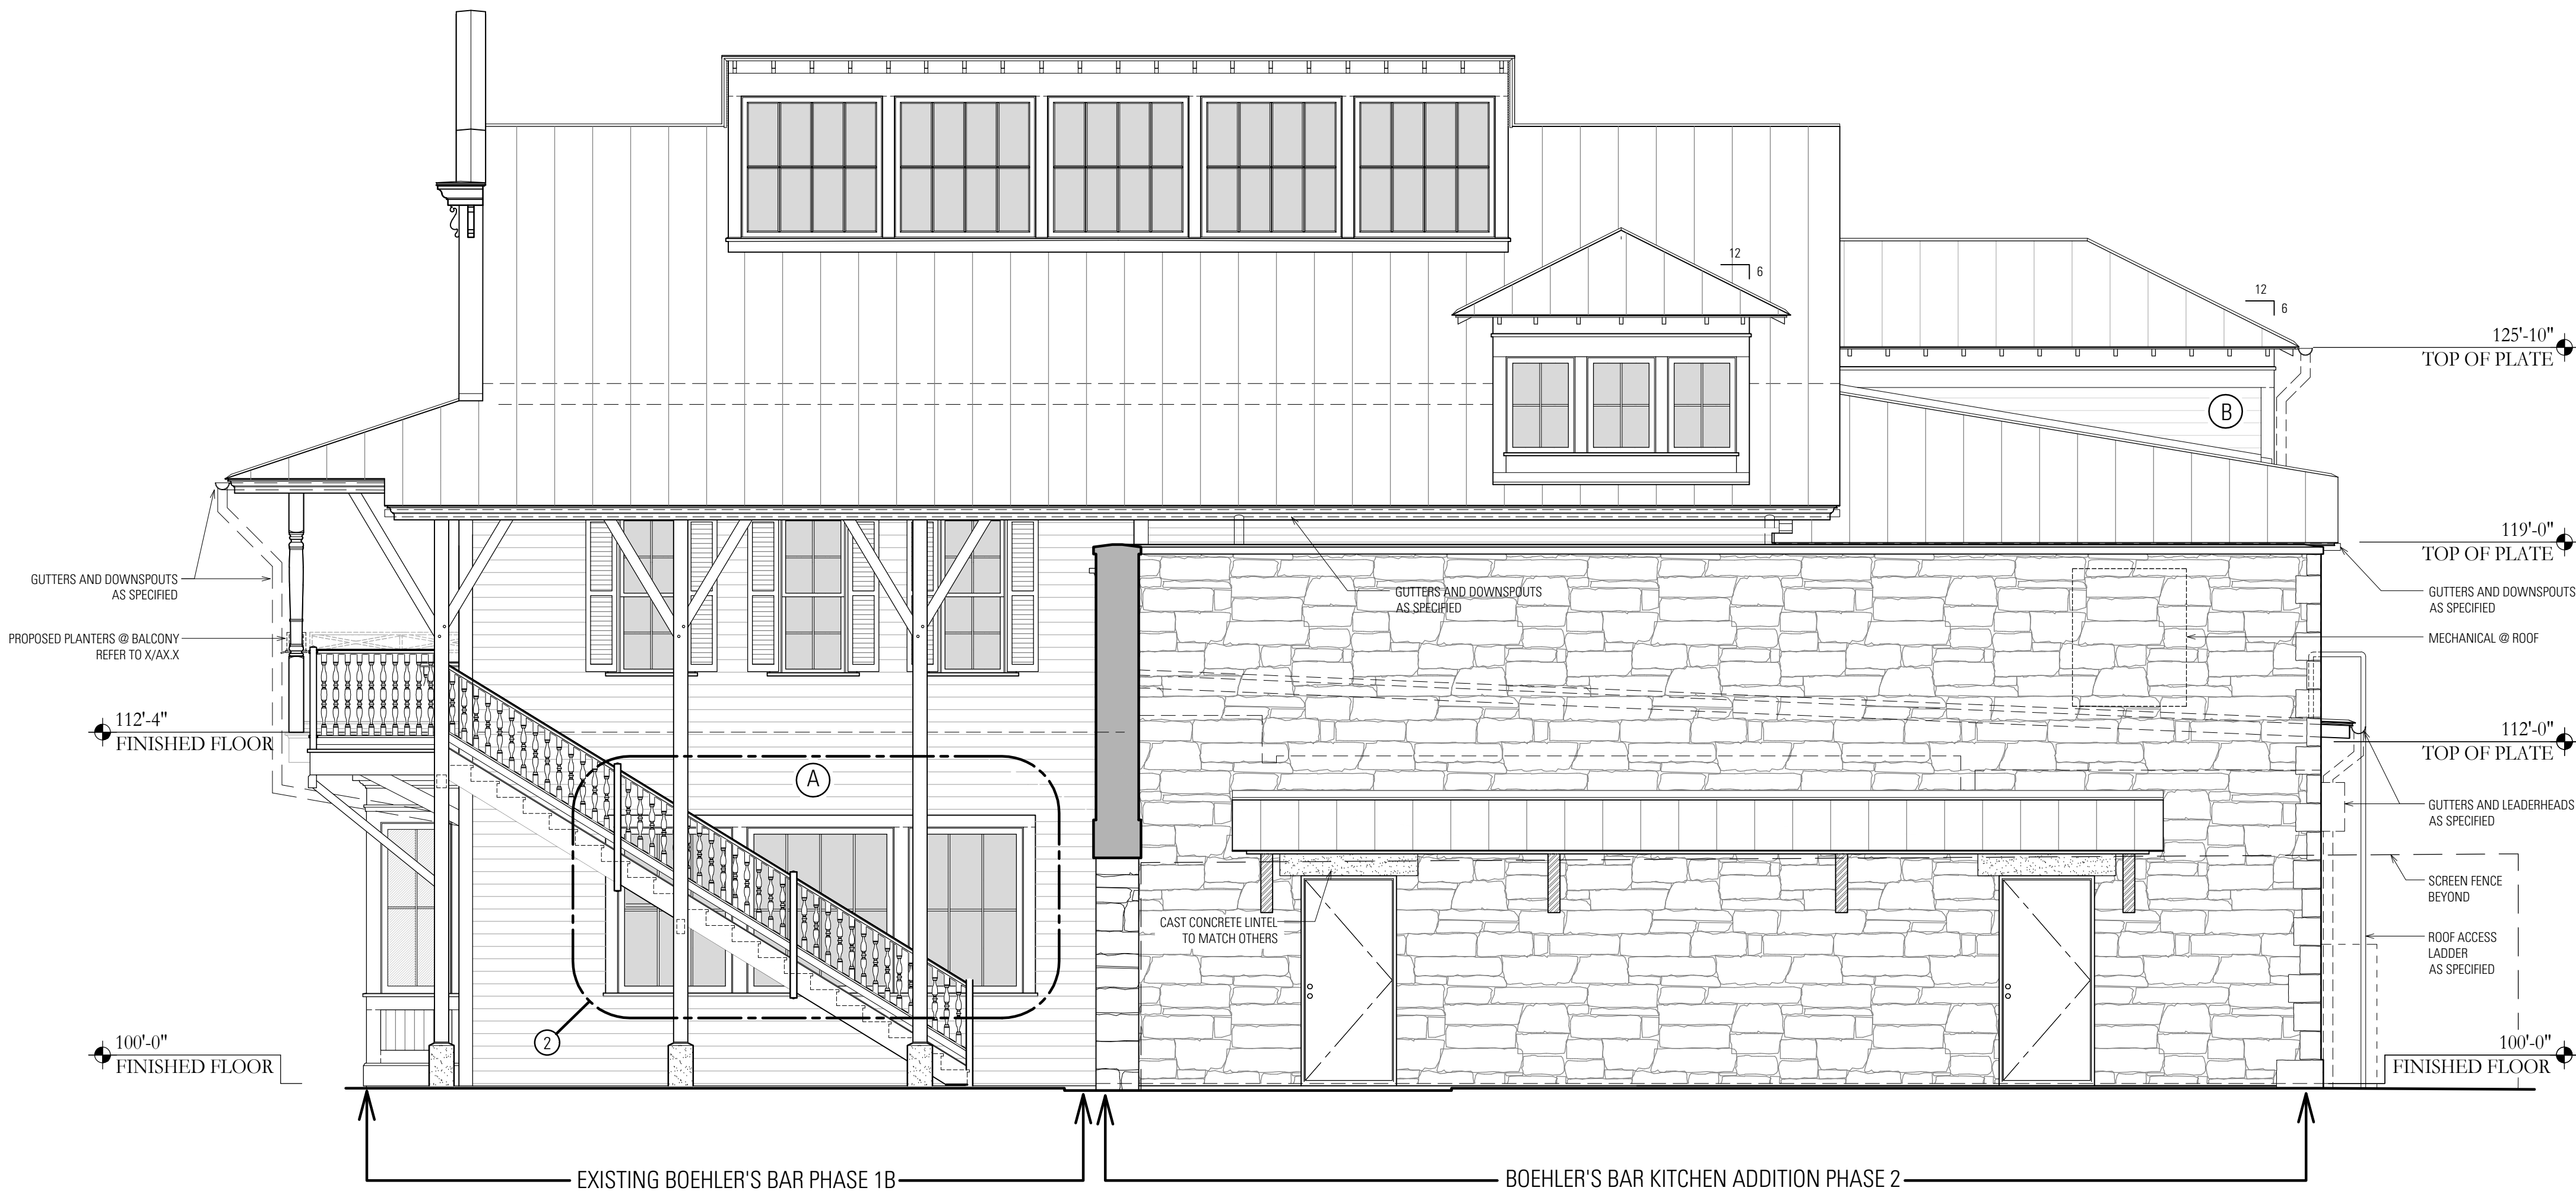 12
6
12
6
125'-10"
TOP OF PLATE
B
119'-0"
TOP OF PLATE
GUTTERS AND DOWNSPOUTS
AS SPECIFIED
GUTTERS AND DOWNSPOUTS
AS SPECIFIED
GUTTERS AND DOWNSPOUTS
AS SPECIFIED
PROPOSED PLANTERS @ BALCONY
REFER TO X/AX.X
MECHANICAL @ ROOF
112'-4"
FINISHED FLOOR
112'-0"
TOP OF PLATE
A
GUTTERS AND LEADERHEADS
AS SPECIFIED
SCREEN FENCE
BEYOND
CAST CONCRETE LINTEL
TO MATCH OTHERS
ROOF ACCESS
LADDER
AS SPECIFIED
2
100'-0"
FINISHED FLOOR
100'-0"
FINISHED FLOOR
EXISTING BOEHLER'S BAR PHASE 1B
BOEHLER'S BAR KITCHEN ADDITION PHASE 2